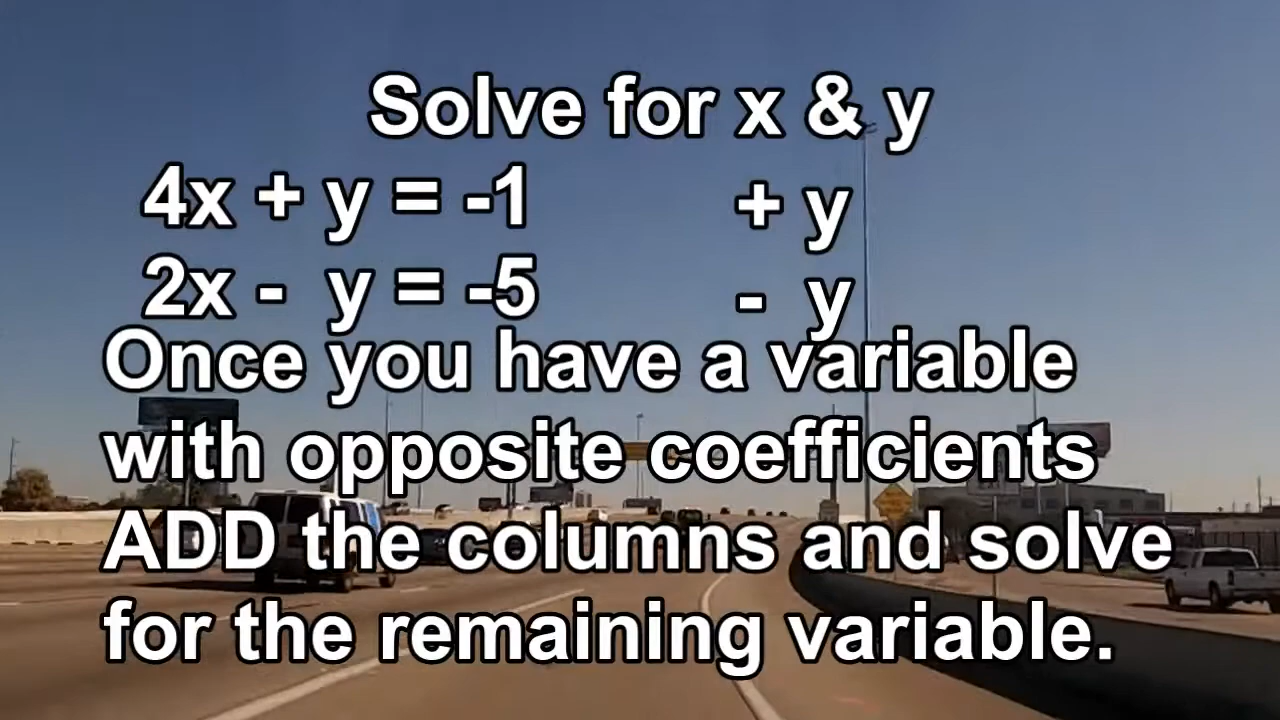 Solve for x & y
4x + y = -1 + y
2x - y = -5 - y
Once you have a variable
with opposite coefficients
ADD the columns and solve
for the remaining variable.